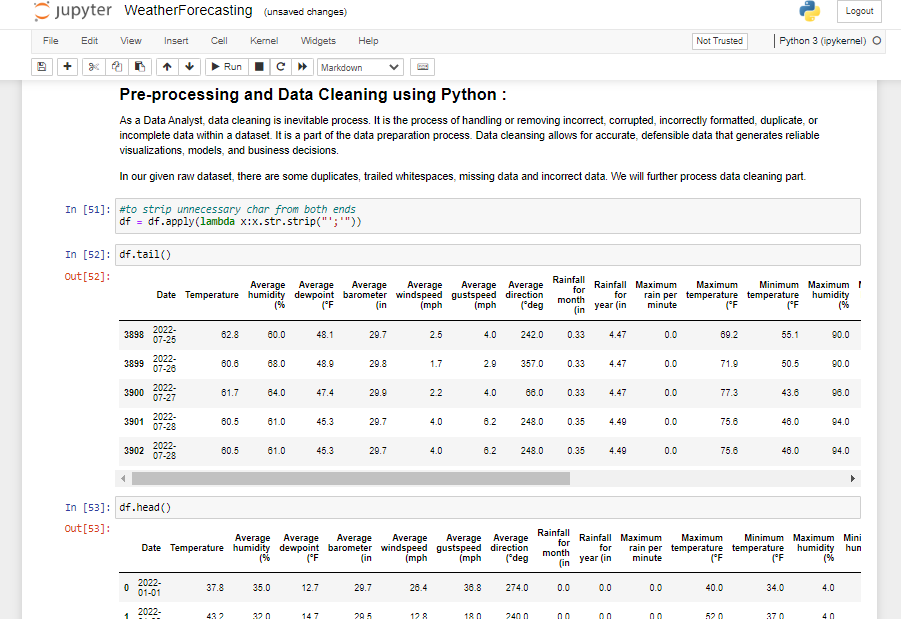 jupyter WeatherForecasting (unsaved changes) Logout
File Edit View Insert Cell Kernel Widgets Help Not Trusted Python 3 (ipykernel)
Run Markdown
Pre-processing and Data Cleaning using Python :
As a Data Analyst, data cleaning is inevitable process. It is the process of handling or removing incorrect, corrupted, incorrectly formatted, duplicate, or
incomplete data within a dataset. It is a part of the data preparation process. Data cleansing allows for accurate, defensible data that generates reliable
visualizations, models, and business decisions.
In our given raw dataset, there are some duplicates, trailed whitespaces, missing data and incorrect data. We will further process data cleaning part.
In [51]: #to strip unnecessary char from both ends
df = df.apply(lambda x:x.str.strip("';'"))
In [52]: df.tail()
Out[52]:
Date Temperature Average humidity (% Average dewpoint (°F Average barometer (in Average windspeed (mph Average gustspeed (mph Average direction (°deg Rainfall for month (in Rainfall for year (in Maximum rain per minute Maximum temperature (°F Minimum temperature (°F Maximum humidity (%
3898 2022-07-25 62.8 60.0 48.1 29.7 2.5 4.0 242.0 0.33 4.47 0.0 69.2 55.1 90.0
3899 2022-07-26 60.6 68.0 48.9 29.8 1.7 2.9 357.0 0.33 4.47 0.0 71.9 50.5 90.0
3900 2022-07-27 61.7 64.0 47.4 29.9 2.2 4.0 66.0 0.33 4.47 0.0 77.3 43.6 96.0
3901 2022-07-28 60.5 61.0 45.3 29.7 4.0 6.2 248.0 0.35 4.49 0.0 75.6 46.0 94.0
3902 2022-07-28 60.5 61.0 45.3 29.7 4.0 6.2 248.0 0.35 4.49 0.0 75.6 46.0 94.0
In [53]: df.head()
Out[53]:
Date Temperature Average humidity (% Average dewpoint (°F Average barometer (in Average windspeed (mph Average gustspeed (mph Average direction (°deg Rainfall for month (in Rainfall for year (in Maximum rain per minute Maximum temperature (°F Minimum temperature (°F Maximum humidity (% Mini hun
0 2022-01-01 37.8 35.0 12.7 29.7 26.4 36.8 274.0 0.0 0.0 0.0 40.0 34.0 4.0
1 2022- 43.2 32.0 14.7 29.5 12.8 18.0 240.0 0.0 0.0 0.0 52.0 37.0 4.0